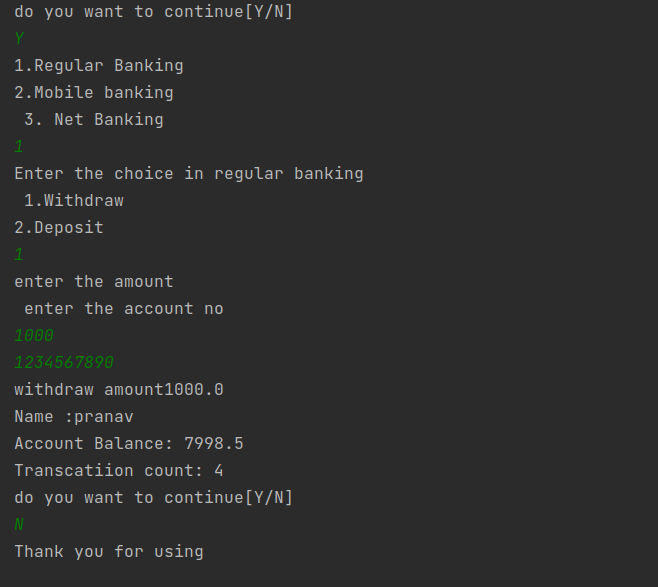 do you want to continue[Y/N]
Y
1.Regular Banking
2.Mobile banking
3. Net Banking
1
Enter the choice in regular banking
1.Withdraw
2.Deposit
1
enter the amount
enter the account no
1000
1234567890
withdraw amount1000.0
Name :pranav
Account Balance: 7998.5
Transcatiion count: 4
do you want to continue[Y/N]
N
Thank you for using